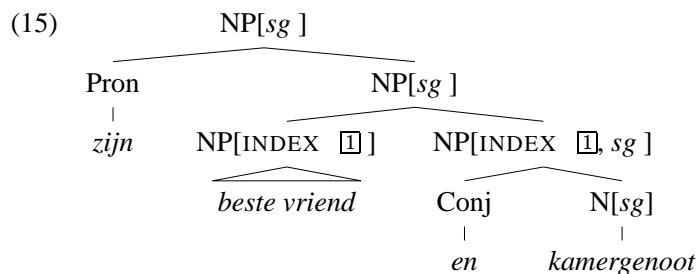 (15) NP[sg ]
Pron NP[sg ]
zijn NP[INDEX 1 ] NP[INDEX 1, sg ]
beste vriend Conj N[sg]
en kamergenoot